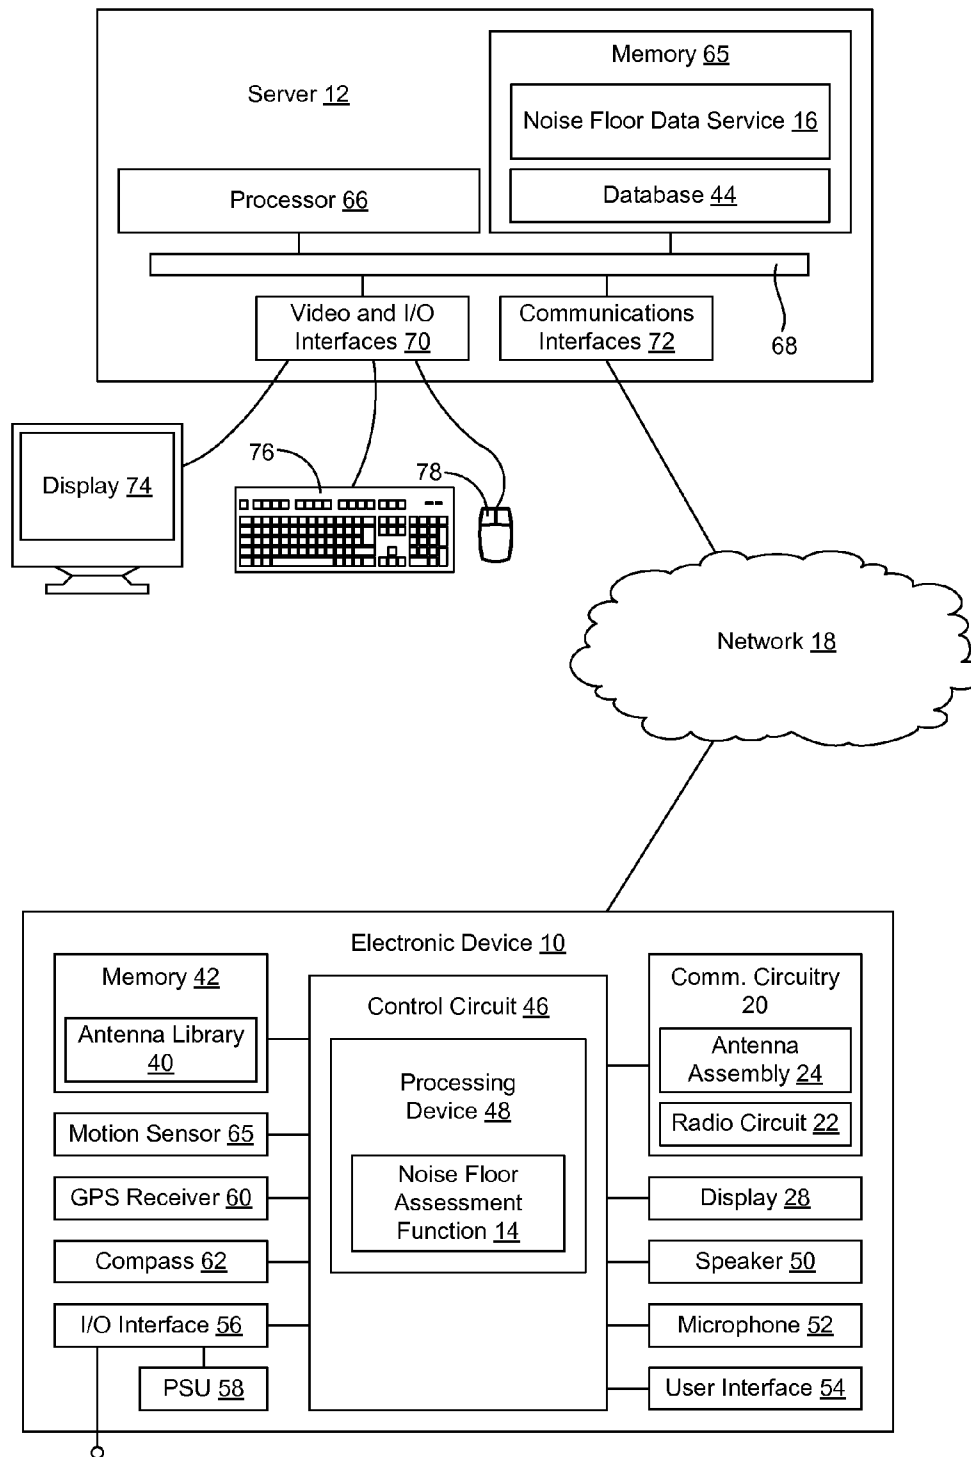 Server 12
Memory 65
Noise Floor Data Service 16
Database 44
Processor 66
68
Video and I/O
Interfaces 70
Communications
Interfaces 72
Display 74
76
78
Network 18
Electronic Device 10
Memory 42
Antenna Library
40
Motion Sensor 65
GPS Receiver 60
Compass 62
I/O Interface 56
PSU 58
Control Circuit 46
Processing
Device 48
Noise Floor
Assessment
Function 14
Comm. Circuitry
20
Antenna
Assembly 24
Radio Circuit 22
Display 28
Speaker 50
Microphone 52
User Interface 54